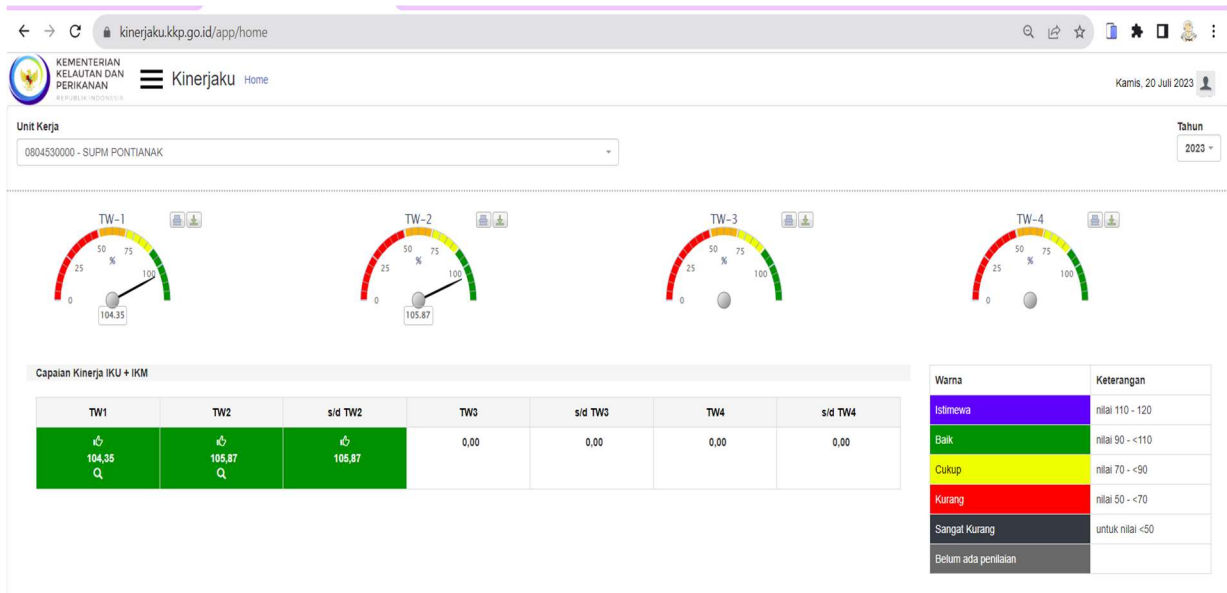 kinerjaku.kkp.go.id/app/home
KEMENTERIAN
KELAUTAN DAN
PERIKANAN
REPUBLIK INDONESIA
Kinerjaku Home
Kamis, 20 Juli 2023
Unit Kerja
Tahun
0804530000 - SUPM PONTIANAK
2023
TW-1
0 25 50 75 100
%
104.35
TW-2
0 25 50 75 100
%
105.87
TW-3
0 25 50 75 100
%
TW-4
0 25 50 75 100
%
Capaian Kinerja IKU + IKM
TW1 TW2 s/d TW2 TW3 s/d TW3 TW4 s/d TW4
104,35 105,87 105,87 0,00 0,00 0,00 0,00
Warna Keterangan
Istimewa nilai 110 - 120
Baik nilai 90 - <110
Cukup nilai 70 - <90
Kurang nilai 50 - <70
Sangat Kurang untuk nilai <50
Belum ada penilaian